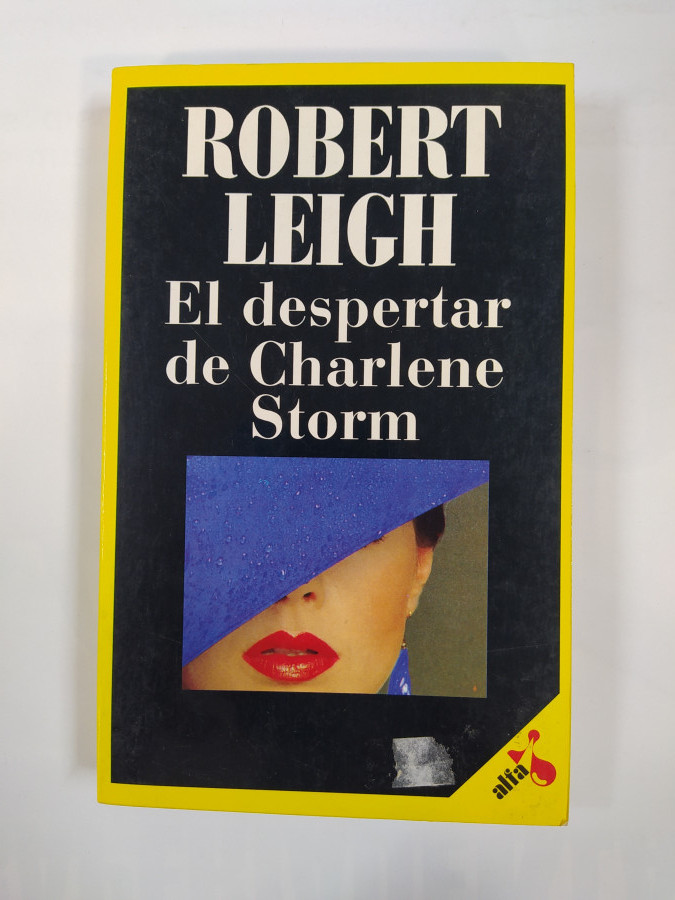 ROBERT
LEIGH
El despertar
de Charlene
Storm
alfa